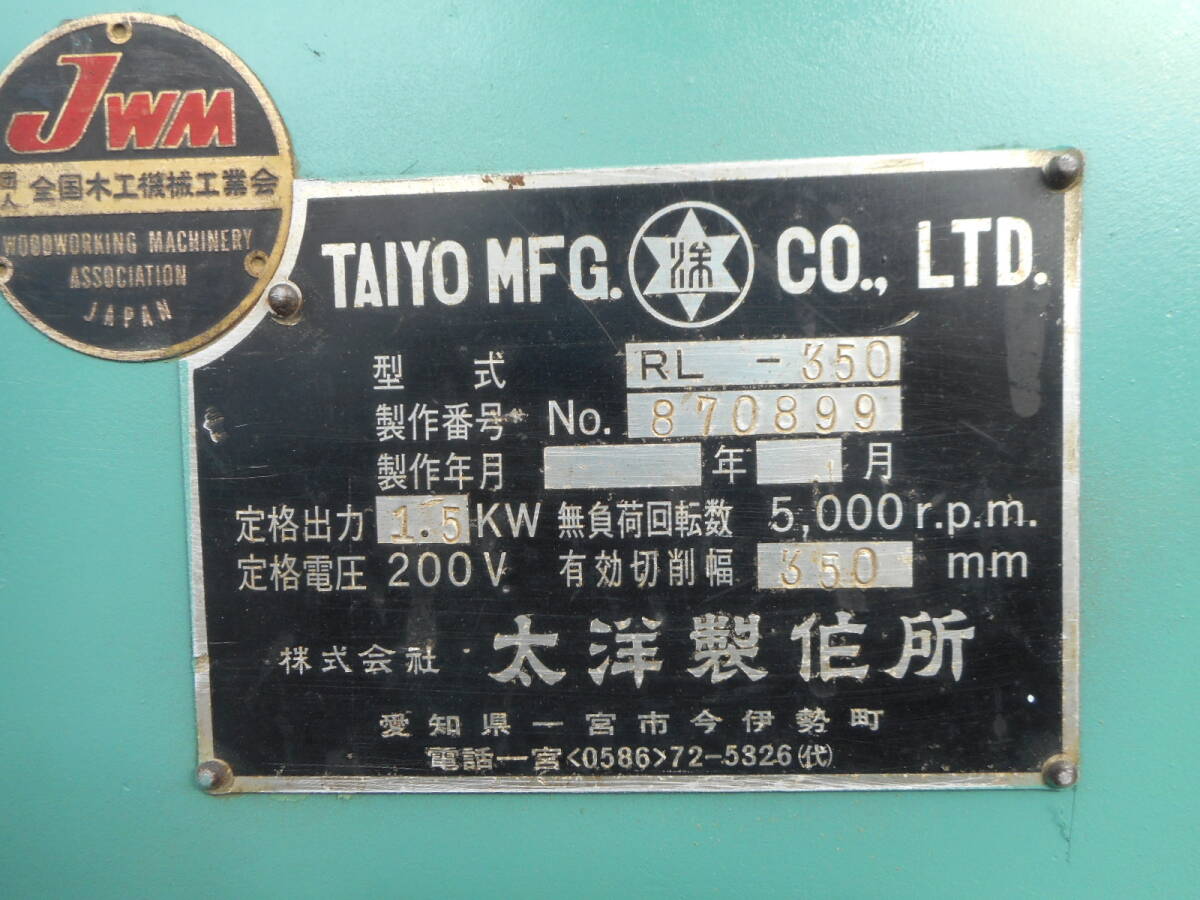 JWM
団 人 全国木工機械工業会
WOODWORKING MACHINERY
ASSOCIATION
JAPAN
TAIYO MFG. CO., LTD.
型 式 RL - 350
製作番号 No. 870899
製作年月 年 月
定格出力 1.5 KW 無負荷回転数 5,000 r.p.m.
定格電圧 200V 有効切削幅 350 mm
株式会社 太洋製作所
愛知県一宮市今伊勢町
電話一宮<0586>72-5326(代)